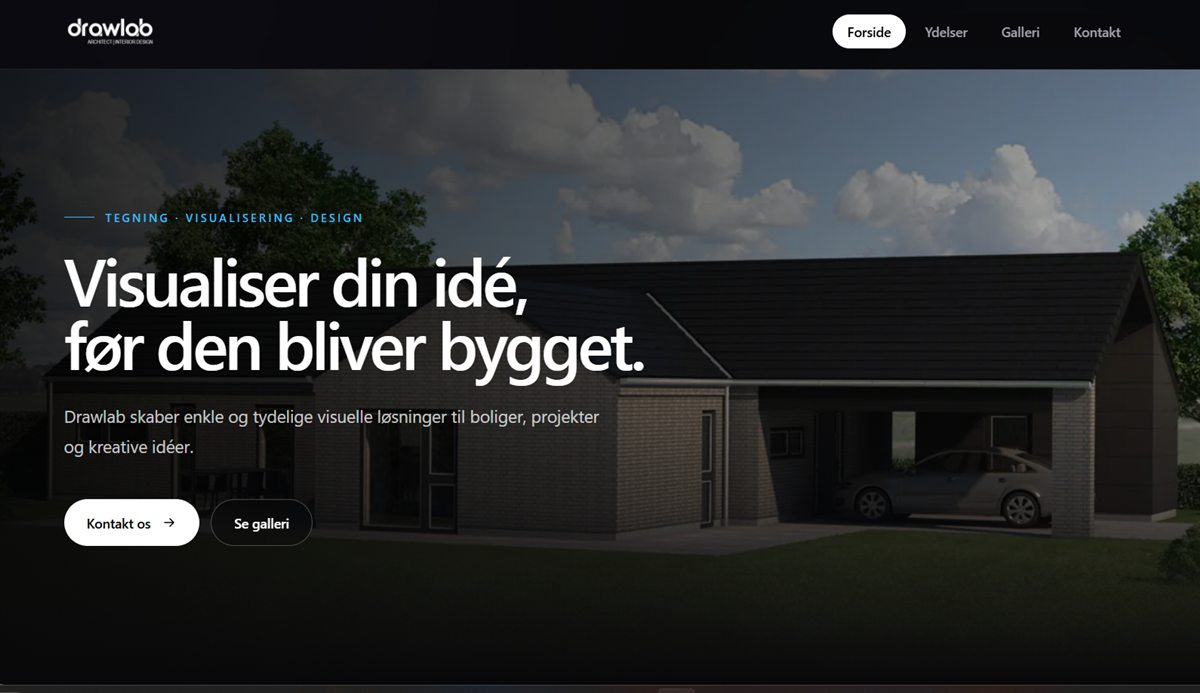 drawlab
ARCHITECT | INTERIOR DESIGN
Forside
Ydelser
Galleri
Kontakt
TEGNING · VISUALISERING · DESIGN
Visualiser din idé,
før den bliver bygget.
Drawlab skaber enkle og tydelige visuelle løsninger til boliger, projekter
og kreative idéer.
Kontakt os →
Se galleri